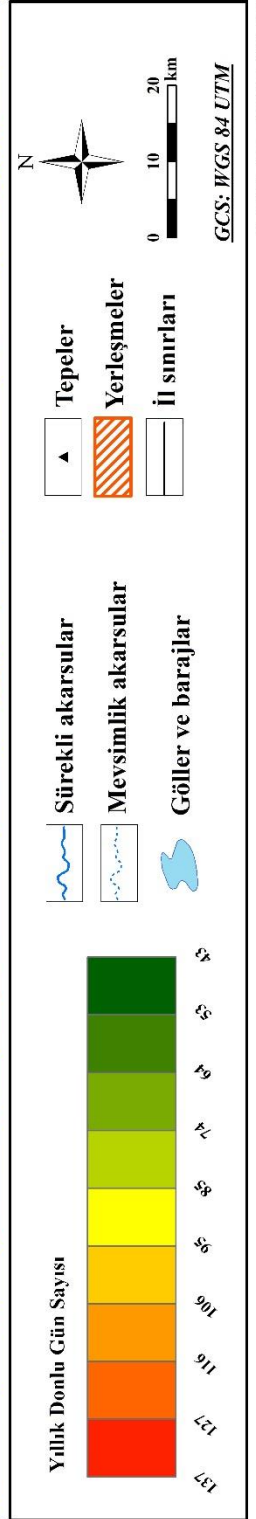 Yıllık Donlu Gün Sayısı
137
127
116
106
95
85
74
64
53
43
Sürekli akarsular
Mevsimlik akarsular
Göller ve barajlar
Tepeler
Yerleşmeler
İl sınırları
N
0 10 20
km
GCS: WGS 84 UTM